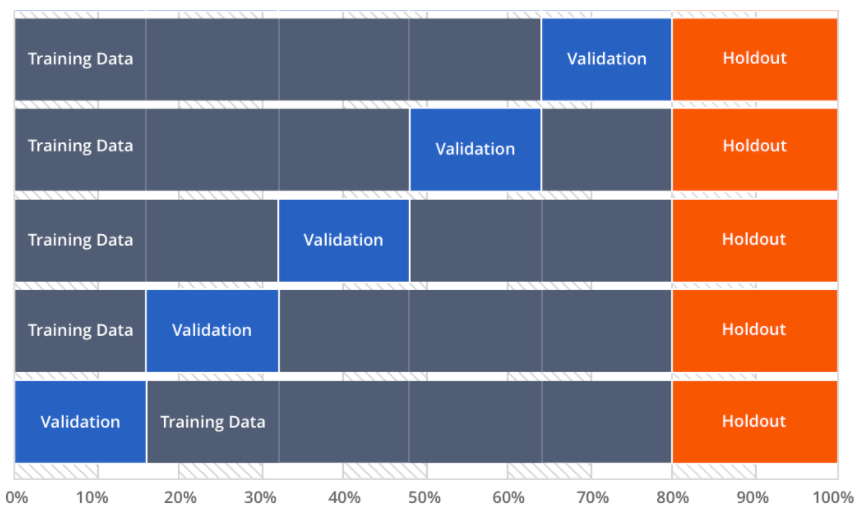 Training Data Validation Holdout
Training Data Validation Holdout
Training Data Validation Holdout
Training Data Validation Holdout
Validation Training Data Holdout
0% 10% 20% 30% 40% 50% 60% 70% 80% 90% 100%